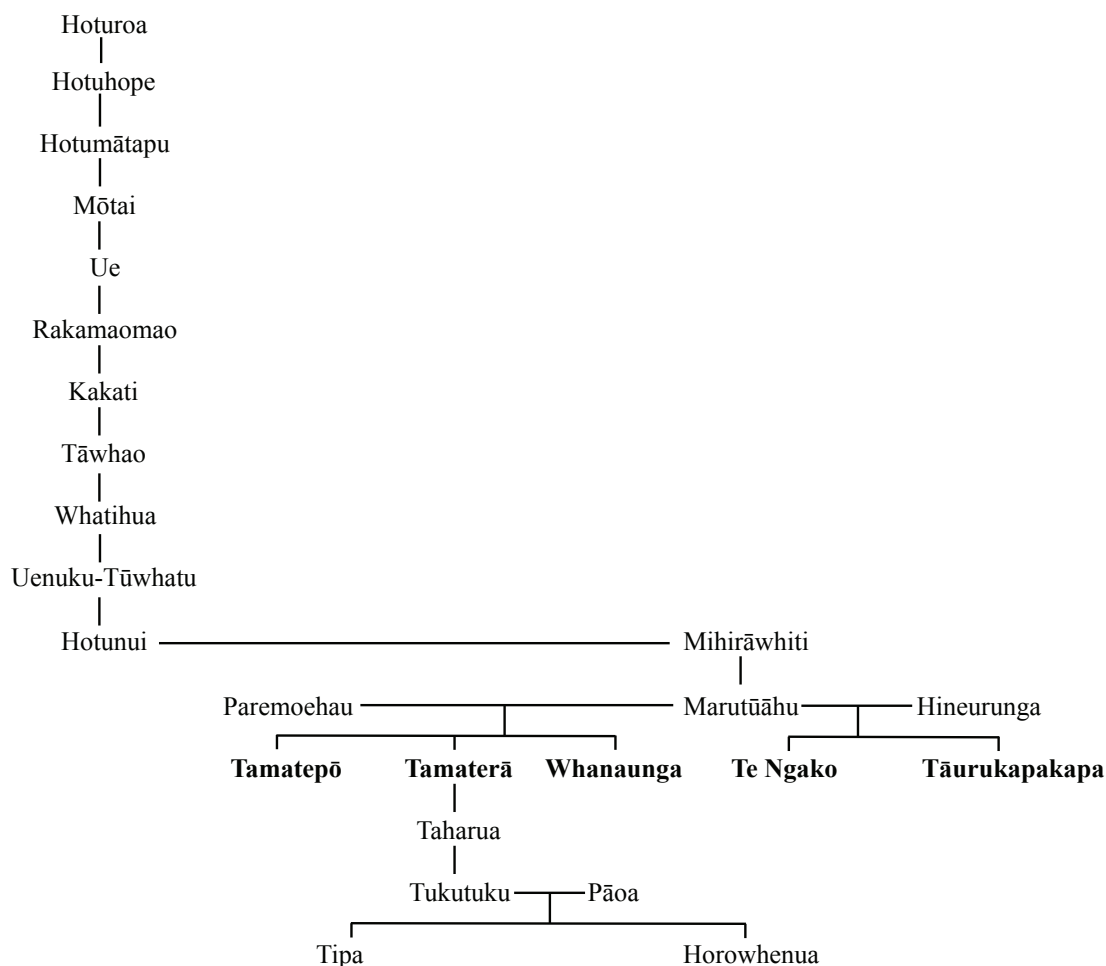 Hoturoa
Hotuhope
Hotumātapu
Mōtai
Ue
Rakamaomao
Kakati
Tāwhao
Whatihua
Uenuku-Tūwhatu
Hotunui Mihirāwhiti
Paremoehau Marutūāhu Hineurunga
Tamatepō Tamaterā Whanaunga Te Ngako Tāurukapakapa
Taharua
Tukutuku Pāoa
Tipa Horowhenua